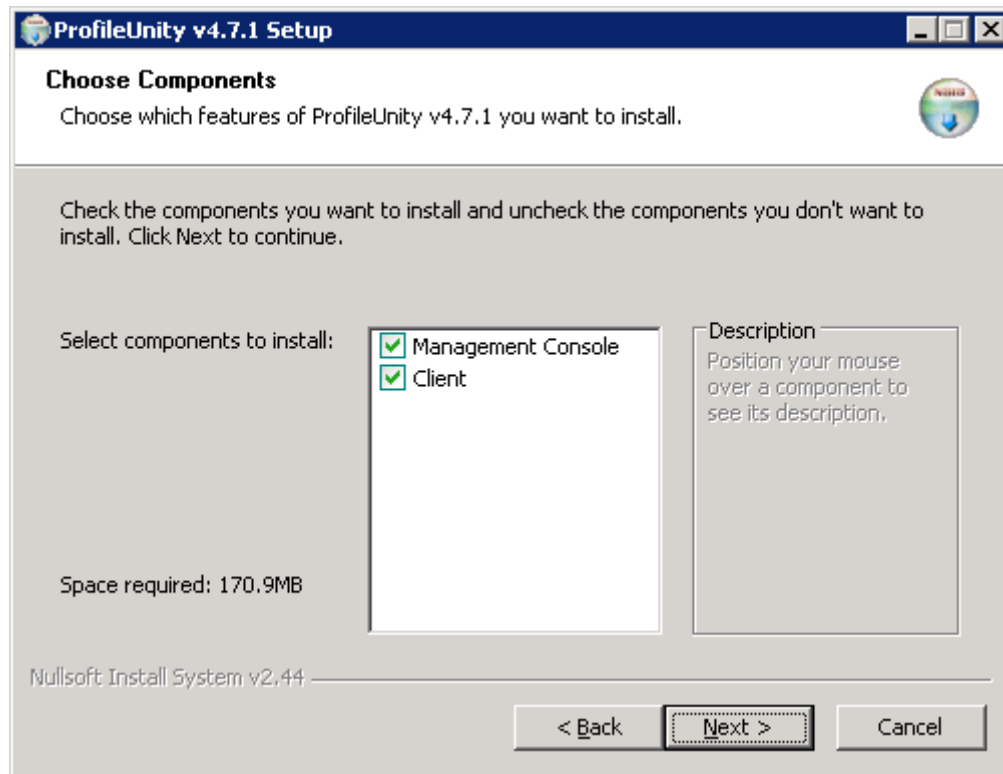 ProfileUnity v4.7.1 Setup
Choose Components
Choose which features of ProfileUnity v4.7.1 you want to install.
Check the components you want to install and uncheck the components you don't want to
install. Click Next to continue.
Select components to install:
Management Console
Client
Description
Position your mouse
over a component to
see its description.
Space required: 170.9MB
Nullsoft Install System v2.44
< Back
Next >
Cancel